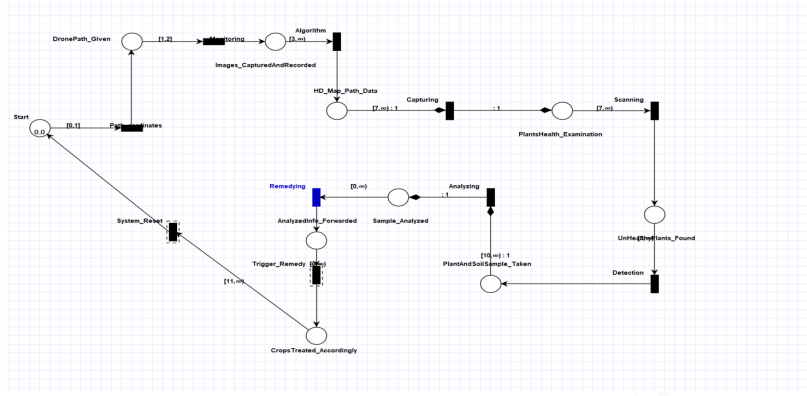 Algorithm
DronePath_Given
[1,2]
Monitoring
[3,∞)
Images_CapturedAndRecorded
HD_Map_Path_Data
Capturing
Scanning
[7,∞) : 1
: 1
[7,∞)
Start
[0,1]
0.0
PlantsHealth_Examination
Remedying
[0,∞)
Analyzing
: 1
System_Reset
AnalyzedInfo_Forwarded
Sample_Analyzed
UnHealthyPlants_Found
[10,∞) : 1
Trigger_Remedy
PlantAndSoilSample_Taken
Detection
[11,∞)
CropsTreated_Accordingly